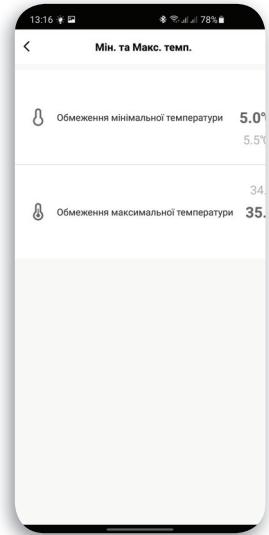 13:16 78%
Мін. та Макс. темп.
Обмеження мінімальної температури 5.0°
5.5°
34.
Обмеження максимальної температури 35.